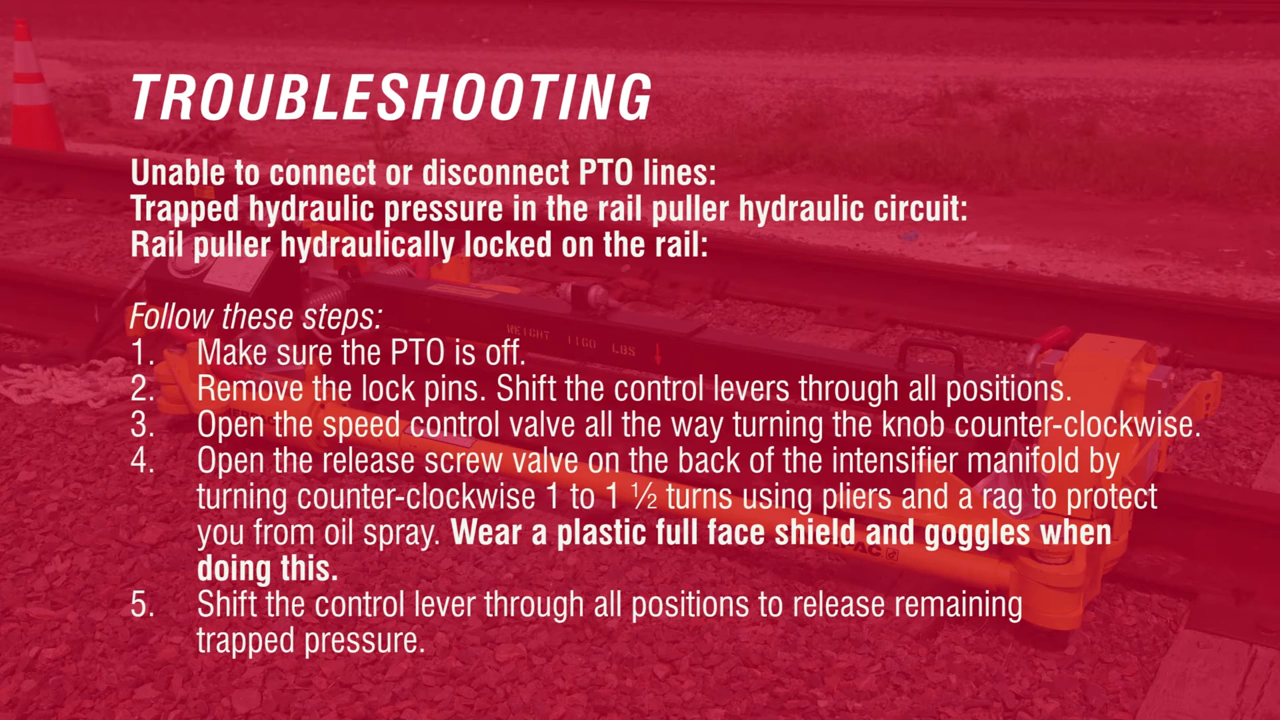 TROUBLESHOOTING
Unable to connect or disconnect PTO lines:
Trapped hydraulic pressure in the rail puller hydraulic circuit:
Rail puller hydraulically locked on the rail:
Follow these steps:
1. Make sure the PTO is off.
2. Remove the lock pins. Shift the control levers through all positions.
3. Open the speed control valve all the way turning the knob counter-clockwise.
4. Open the release screw valve on the back of the intensifier manifold by
turning counter-clockwise 1 to 1 ½ turns using pliers and a rag to protect
you from oil spray. Wear a plastic full face shield and goggles when
doing this.
5. Shift the control lever through all positions to release remaining
trapped pressure.
WEIGHT 1100 LBS